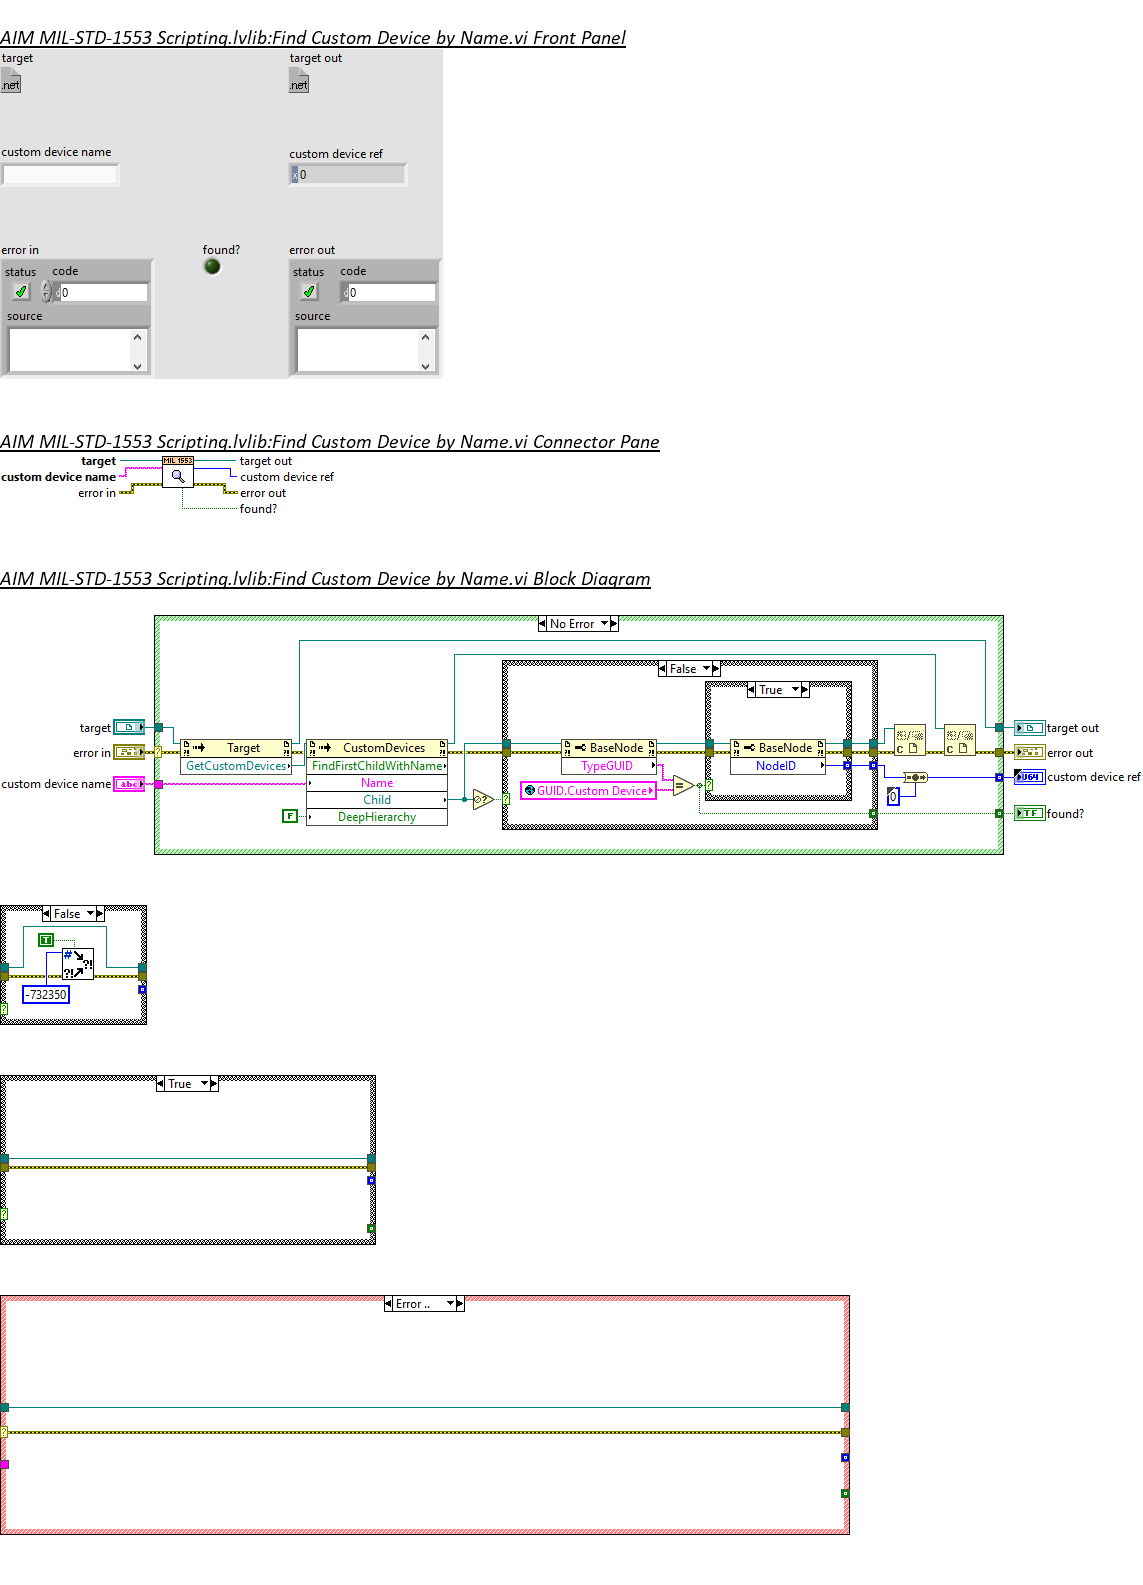 AIM MIL-STD-1553 Scripting.lvlib:Find Custom Device by Name.vi Front Panel
target
target out
.net
.net
custom device name
custom device ref
x 0
error in
found?
error out
status code
status code
d 0
d 0
source
source
AIM MIL-STD-1553 Scripting.lvlib:Find Custom Device by Name.vi Connector Pane
target
MIL 1553
target out
custom device name
custom device ref
error in
error out
found?
AIM MIL-STD-1553 Scripting.lvlib:Find Custom Device by Name.vi Block Diagram
No Error
False
True
target
target out
error in
Target
CustomDevices
BaseNode
BaseNode
error out
GetCustomDevices
FindFirstChildWithName
TypeGUID
NodeID
custom device name
abc
Name
GUID.Custom Device
=
?
U64
custom device ref
Child
?
0
F
DeepHierarchy
TF
found?
False
T
#
?!
?!
-732350
?
True
?
Error ..
?